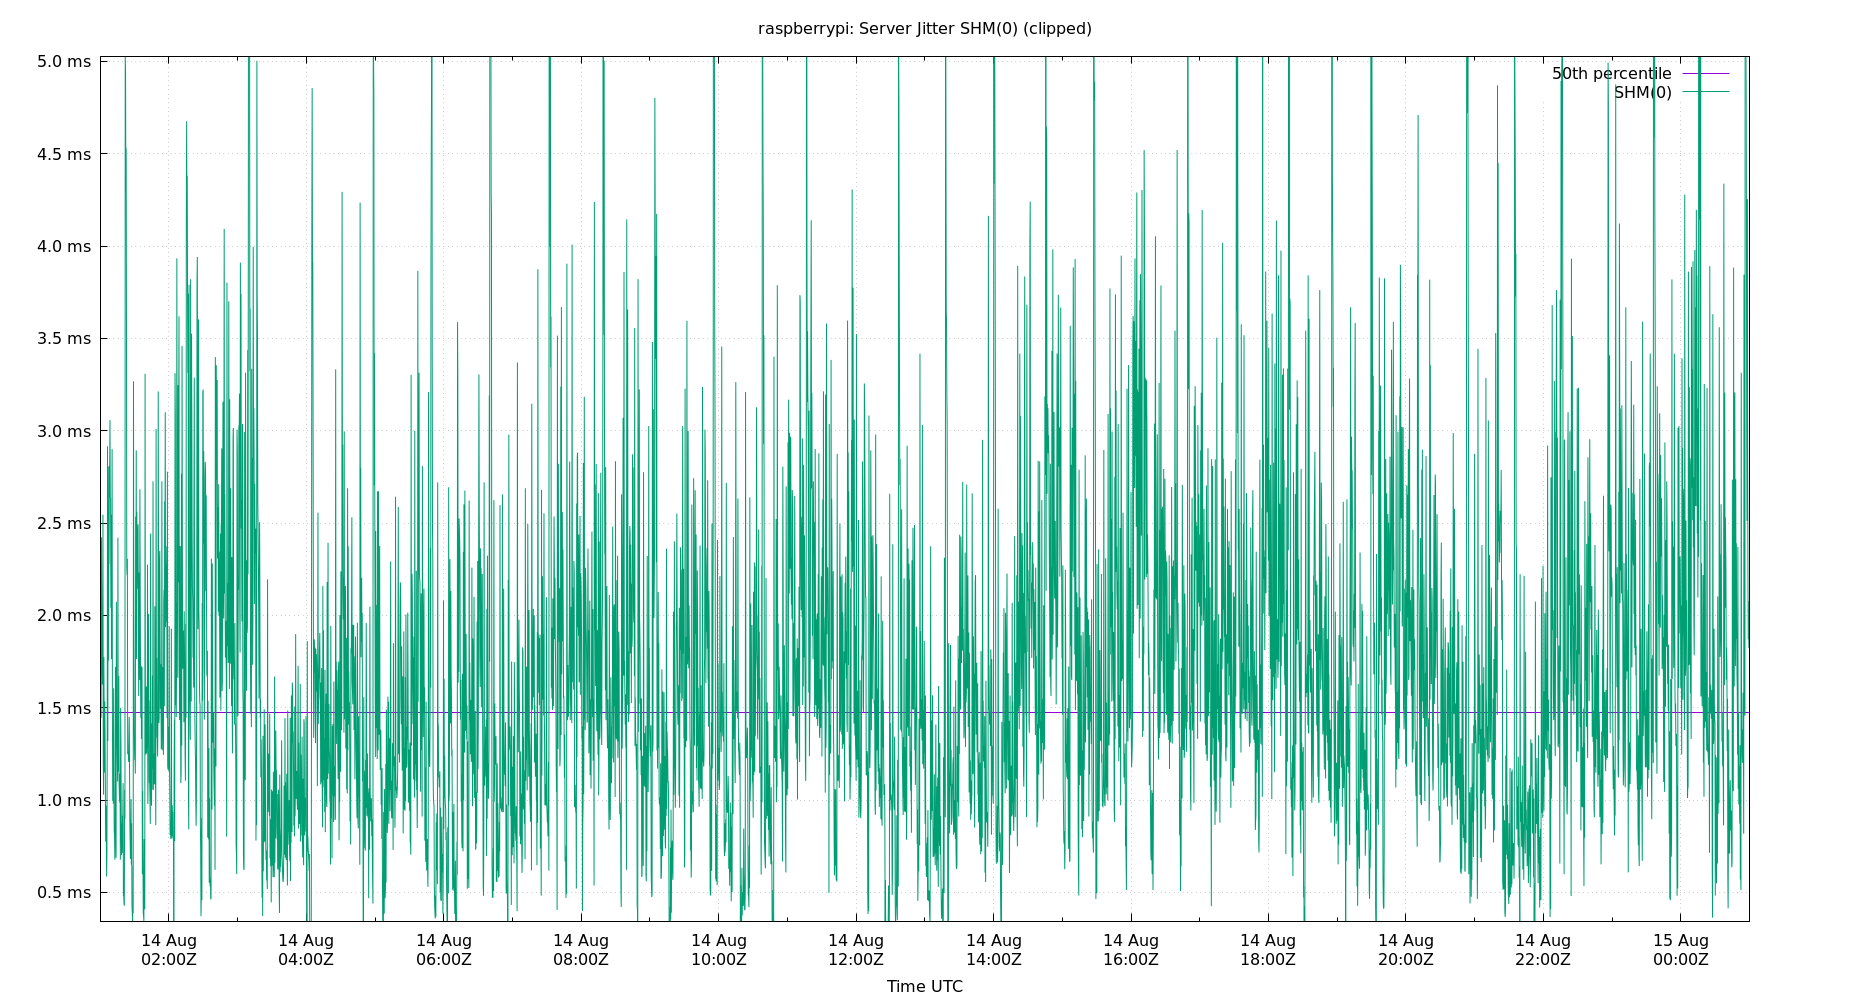 raspberrypi: Server Jitter SHM(0) (clipped)
5.0 ms
50th percentile
SHM(0)
4.5 ms
4.0 ms
3.5 ms
3.0 ms
2.5 ms
2.0 ms
1.5 ms
1.0 ms
0.5 ms
14 Aug 14 Aug 14 Aug 14 Aug 14 Aug 14 Aug 14 Aug 14 Aug 14 Aug 14 Aug 14 Aug 15 Aug
02:00Z 04:00Z 06:00Z 08:00Z 10:00Z 12:00Z 14:00Z 16:00Z 18:00Z 20:00Z 22:00Z 00:00Z
Time UTC